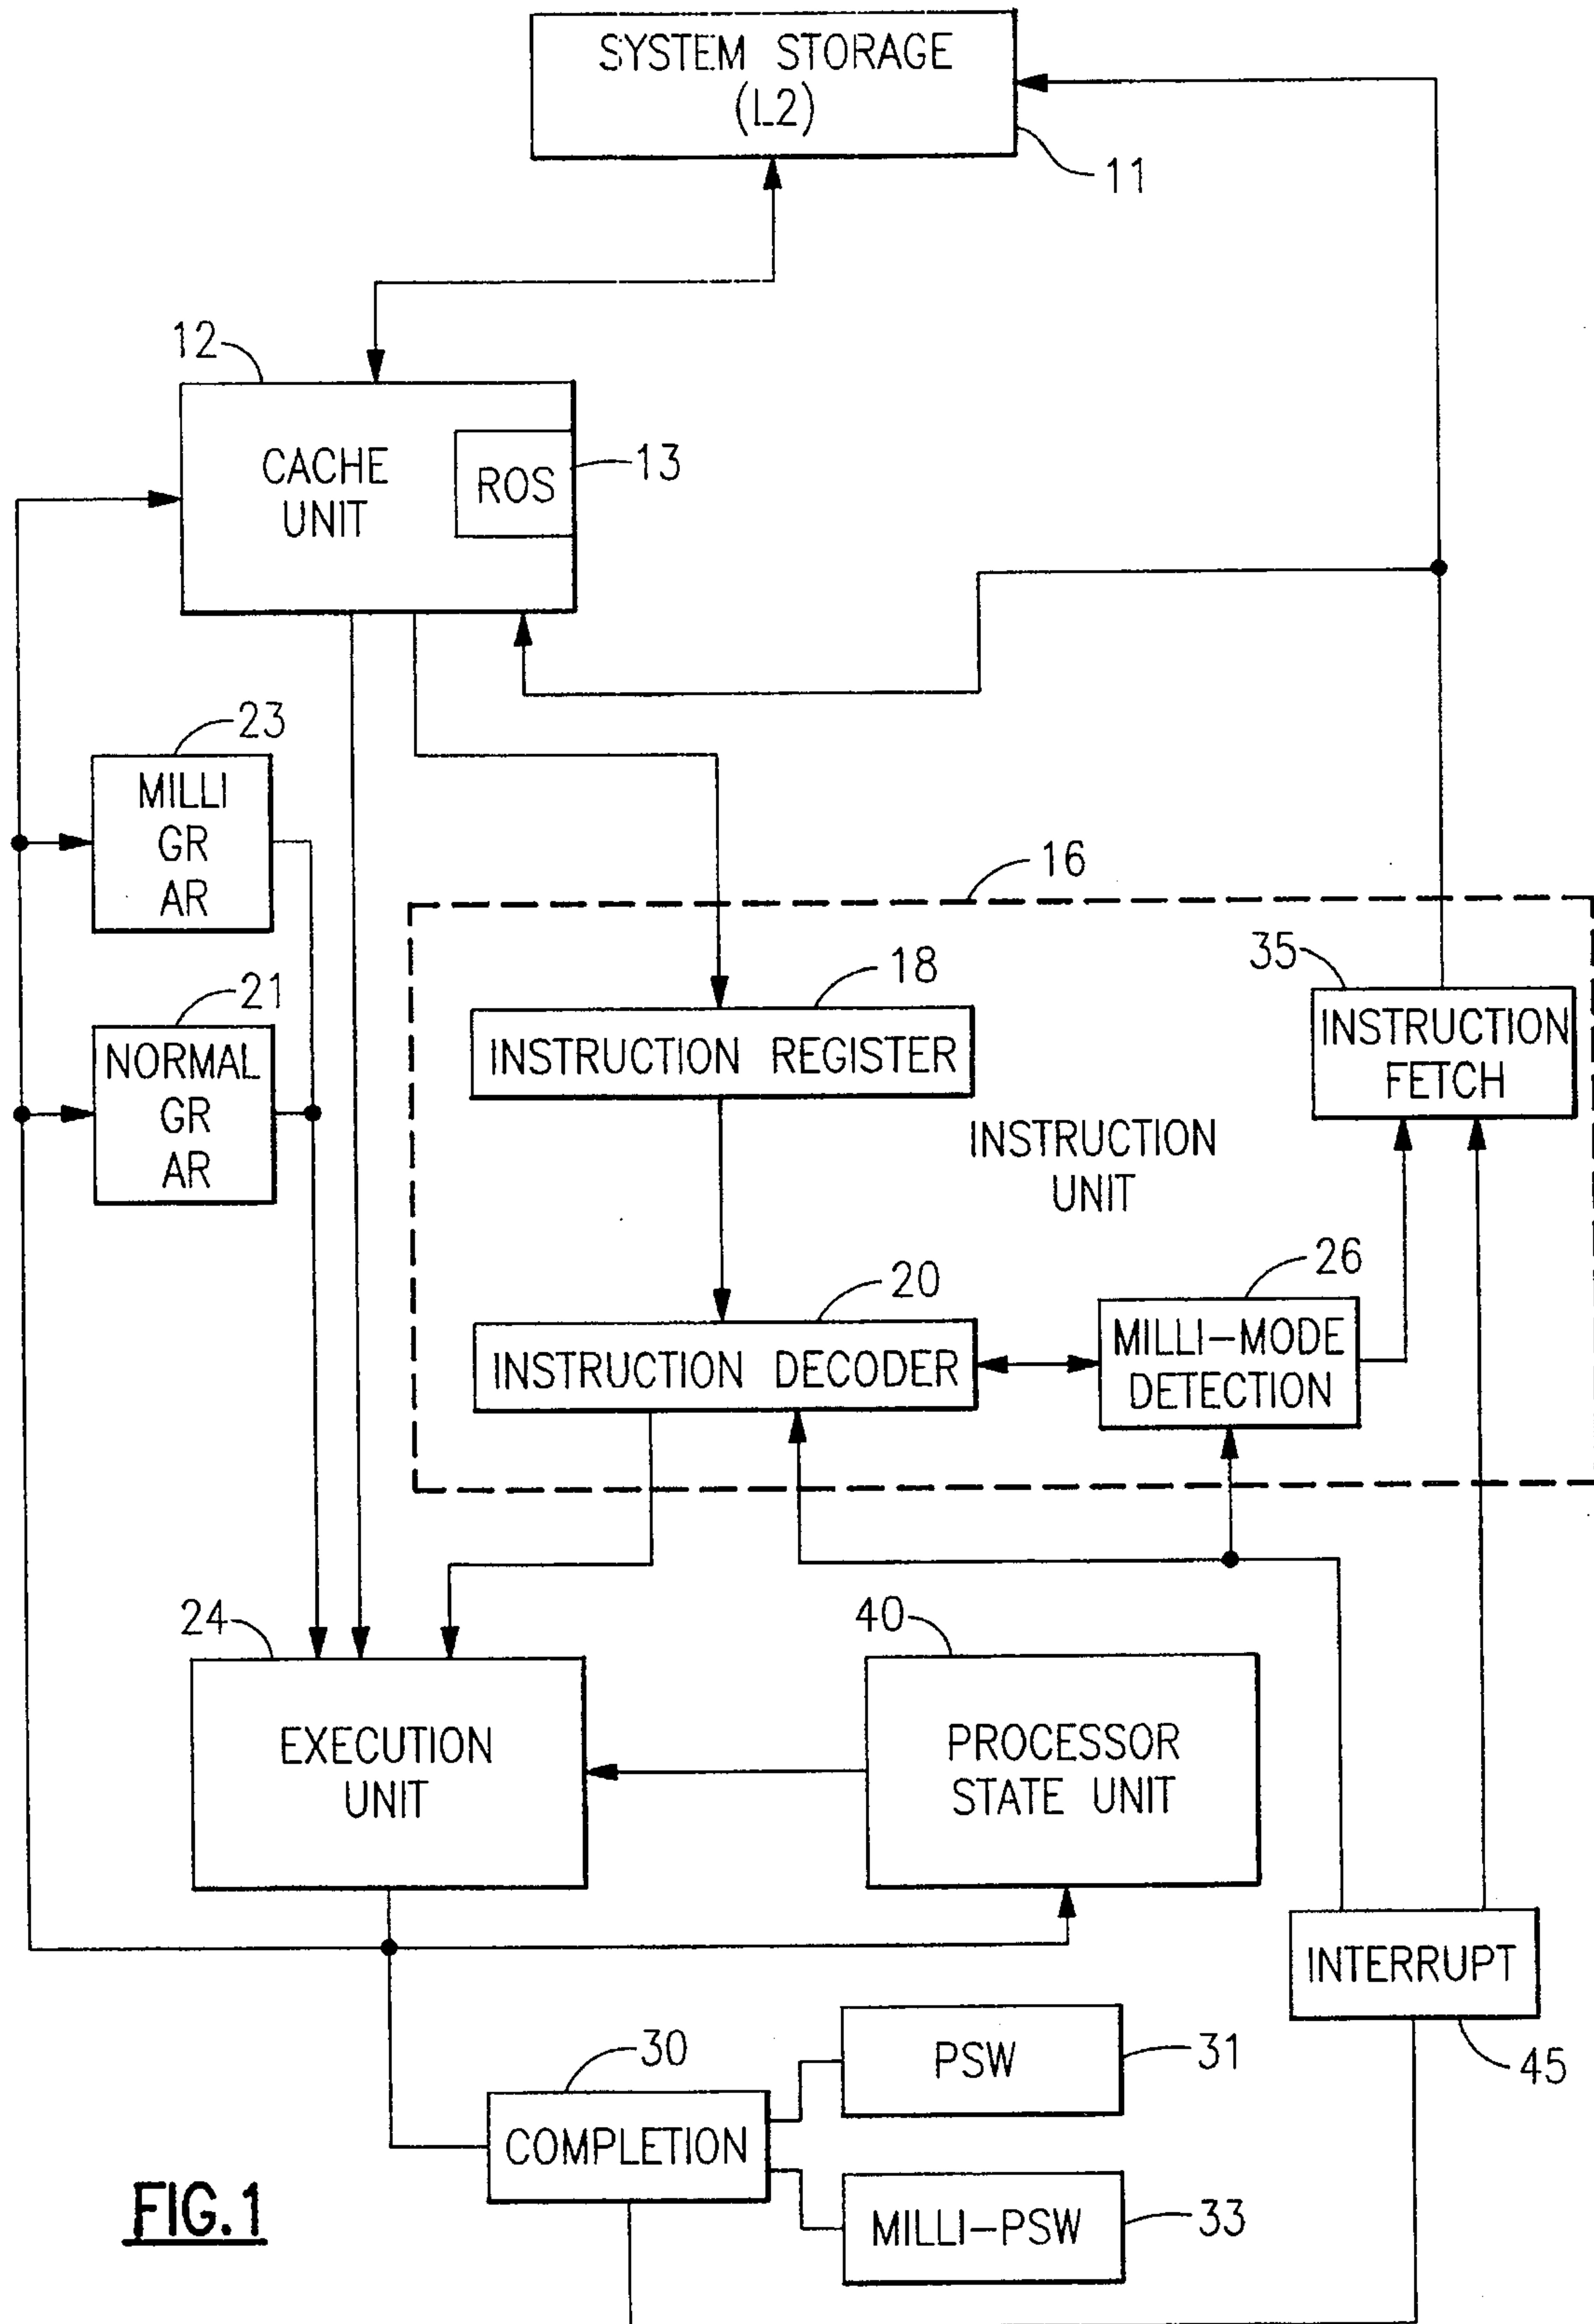 SYSTEM STORAGE
(L2)
11
12
CACHE
UNIT
ROS
13
23
MILLI
GR
AR
16
21
NORMAL
GR
AR
18
INSTRUCTION REGISTER
35
INSTRUCTION
FETCH
INSTRUCTION
UNIT
20
INSTRUCTION DECODER
26
MILLI-MODE
DETECTION
24
EXECUTION
UNIT
40
PROCESSOR
STATE UNIT
INTERRUPT
45
30
COMPLETION
PSW
31
MILLI-PSW
33
FIG.1